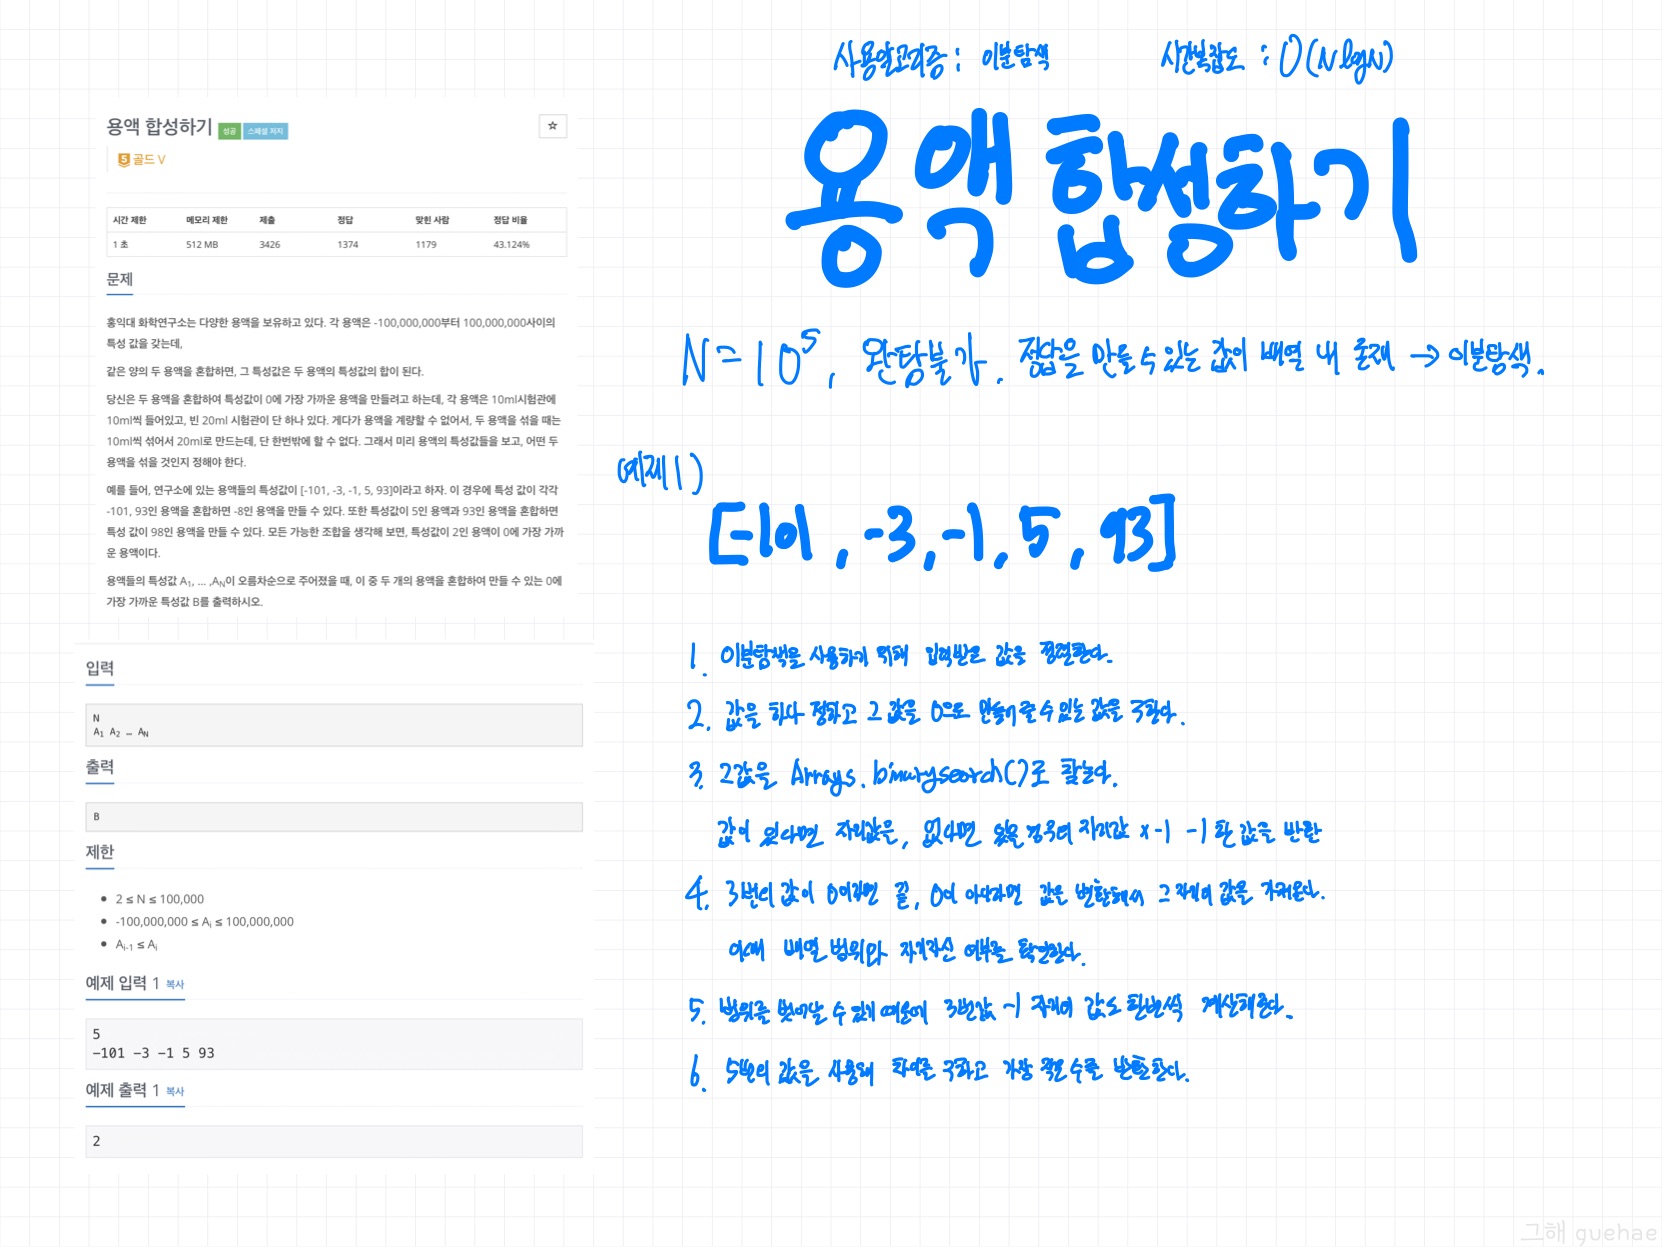 사용알고리즘 : 이분탐색
시간복잡도 : O(NlogN)
용액 합성하기
용액 합성하기 성공 스페셜 저지
☆
5 골드 V
시간 제한 메모리 제한 제출 정답 맞힌 사람 정답 비율
1 초 512 MB 3426 1374 1179 43.124%
문제
홍익대 화학연구소는 다양한 용액을 보유하고 있다. 각 용액은 -100,000,000부터 100,000,000사이의
특성 값을 갖는데,
같은 양의 두 용액을 혼합하면, 그 특성값은 두 용액의 특성값의 합이 된다.
당신은 두 용액을 혼합하여 특성값이 0에 가장 가까운 용액을 만들려고 하는데, 각 용액은 10ml시험관에
10ml씩 들어있고, 빈 20ml 시험관이 단 하나 있다. 게다가 용액을 계량할 수 없어서, 두 용액을 섞을 때는
10ml씩 섞어서 20ml로 만드는데, 단 한번밖에 할 수 없다. 그래서 미리 용액의 특성값들을 보고, 어떤 두
용액을 섞을 것인지 정해야 한다.
예를 들어, 연구소에 있는 용액들의 특성값이 [-101, -3, -1, 5, 93]이라고 하자. 이 경우에 특성 값이 각각
-101, 93인 용액을 혼합하면 -8인 용액을 만들 수 있다. 또한 특성값이 5인 용액과 93인 용액을 혼합하면
특성 값이 98인 용액을 만들 수 있다. 모든 가능한 조합을 생각해 보면, 특성값이 2인 용액이 0에 가장 가까
운 용액이다.
용액들의 특성값 A1, … ,AN이 오름차순으로 주어졌을 때, 이 중 두 개의 용액을 혼합하여 만들 수 있는 0에
가장 가까운 특성값 B를 출력하시오.
입력
N
A1 A2 … AN
출력
B
제한
• 2 ≤ N ≤ 100,000
• -100,000,000 ≤ Ai ≤ 100,000,000
• Ai-1 ≤ Ai
예제 입력 1 복사
5
-101 -3 -1 5 93
예제 출력 1 복사
2
N=10^5, 완탐불가. 정답을 만들 수 있는 값이 배열 내 존재 → 이분탐색.
예제1)
[-101, -3, -1, 5, 93]
1. 이분탐색을 사용하기 위해 입력받은 값을 정렬한다.
2. 값을 하나 정하고 그 값을 0으로 만들어줄 수 있는 값을 구한다.
3. 2값을 Arrays.binarysearch()로 찾는다.
값이 있다면 자리값을, 없다면 있을 경우의 자리값 x -1 -1 한 값을 반환
4. 3번의 값이 0이라면 끝, 0이 아니라면 값을 변환해서 그 자리의 값을 가져온다.
이때 배열 범위와 자기자신 여부를 확인한다.
5. 범위를 벗어날 수 있기 때문에 3번값 -1 자리의 값도 한번씩 계산해준다.
6. 5번의 값을 사용해 차이를 구하고 가장 작은 수를 반환한다.
그해 guehae